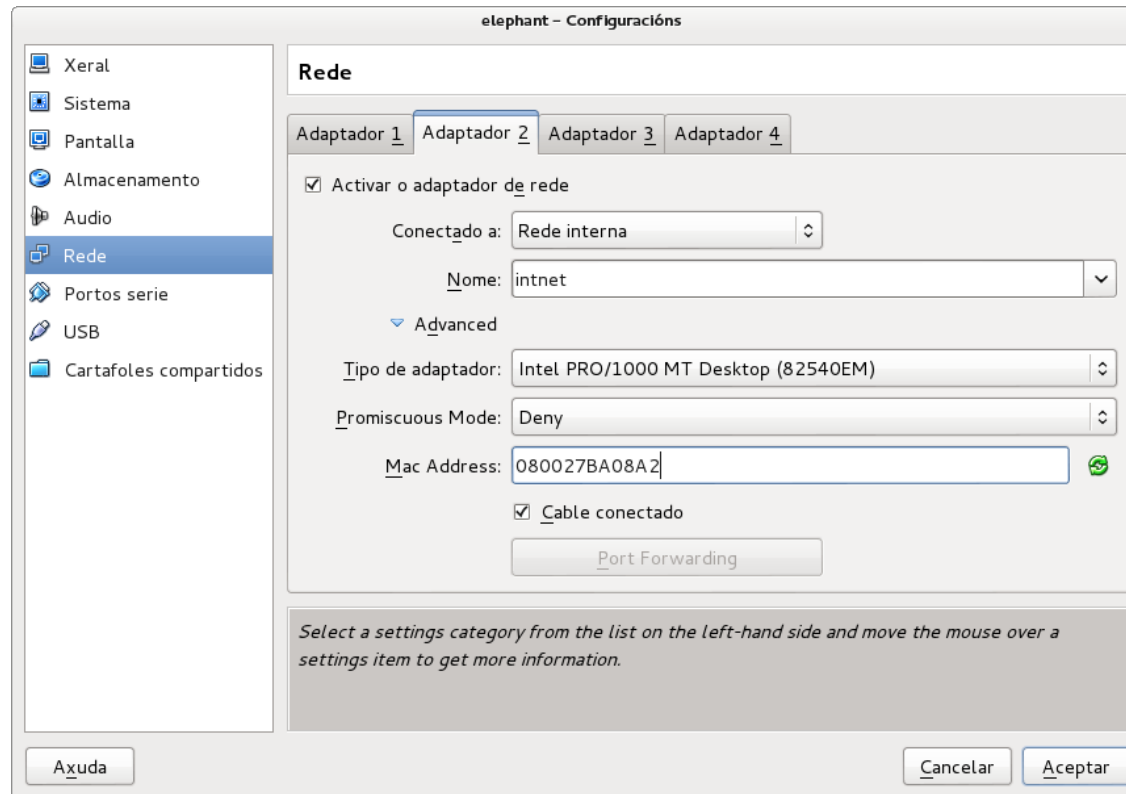 elephant – Configuracións
Xeral
Sistema
Pantalla
Almacenamento
Audio
Rede
Portos serie
USB
Cartafoles compartidos
Rede
Adaptador 1 Adaptador 2 Adaptador 3 Adaptador 4
Activar o adaptador de rede
Conectado a: Rede interna
Nome: intnet
Advanced
Tipo de adaptador: Intel PRO/1000 MT Desktop (82540EM)
Promiscuous Mode: Deny
Mac Address: 080027BA08A2
Cable conectado
Port Forwarding
Select a settings category from the list on the left-hand side and move the mouse over a
settings item to get more information.
Axuda Cancelar Aceptar